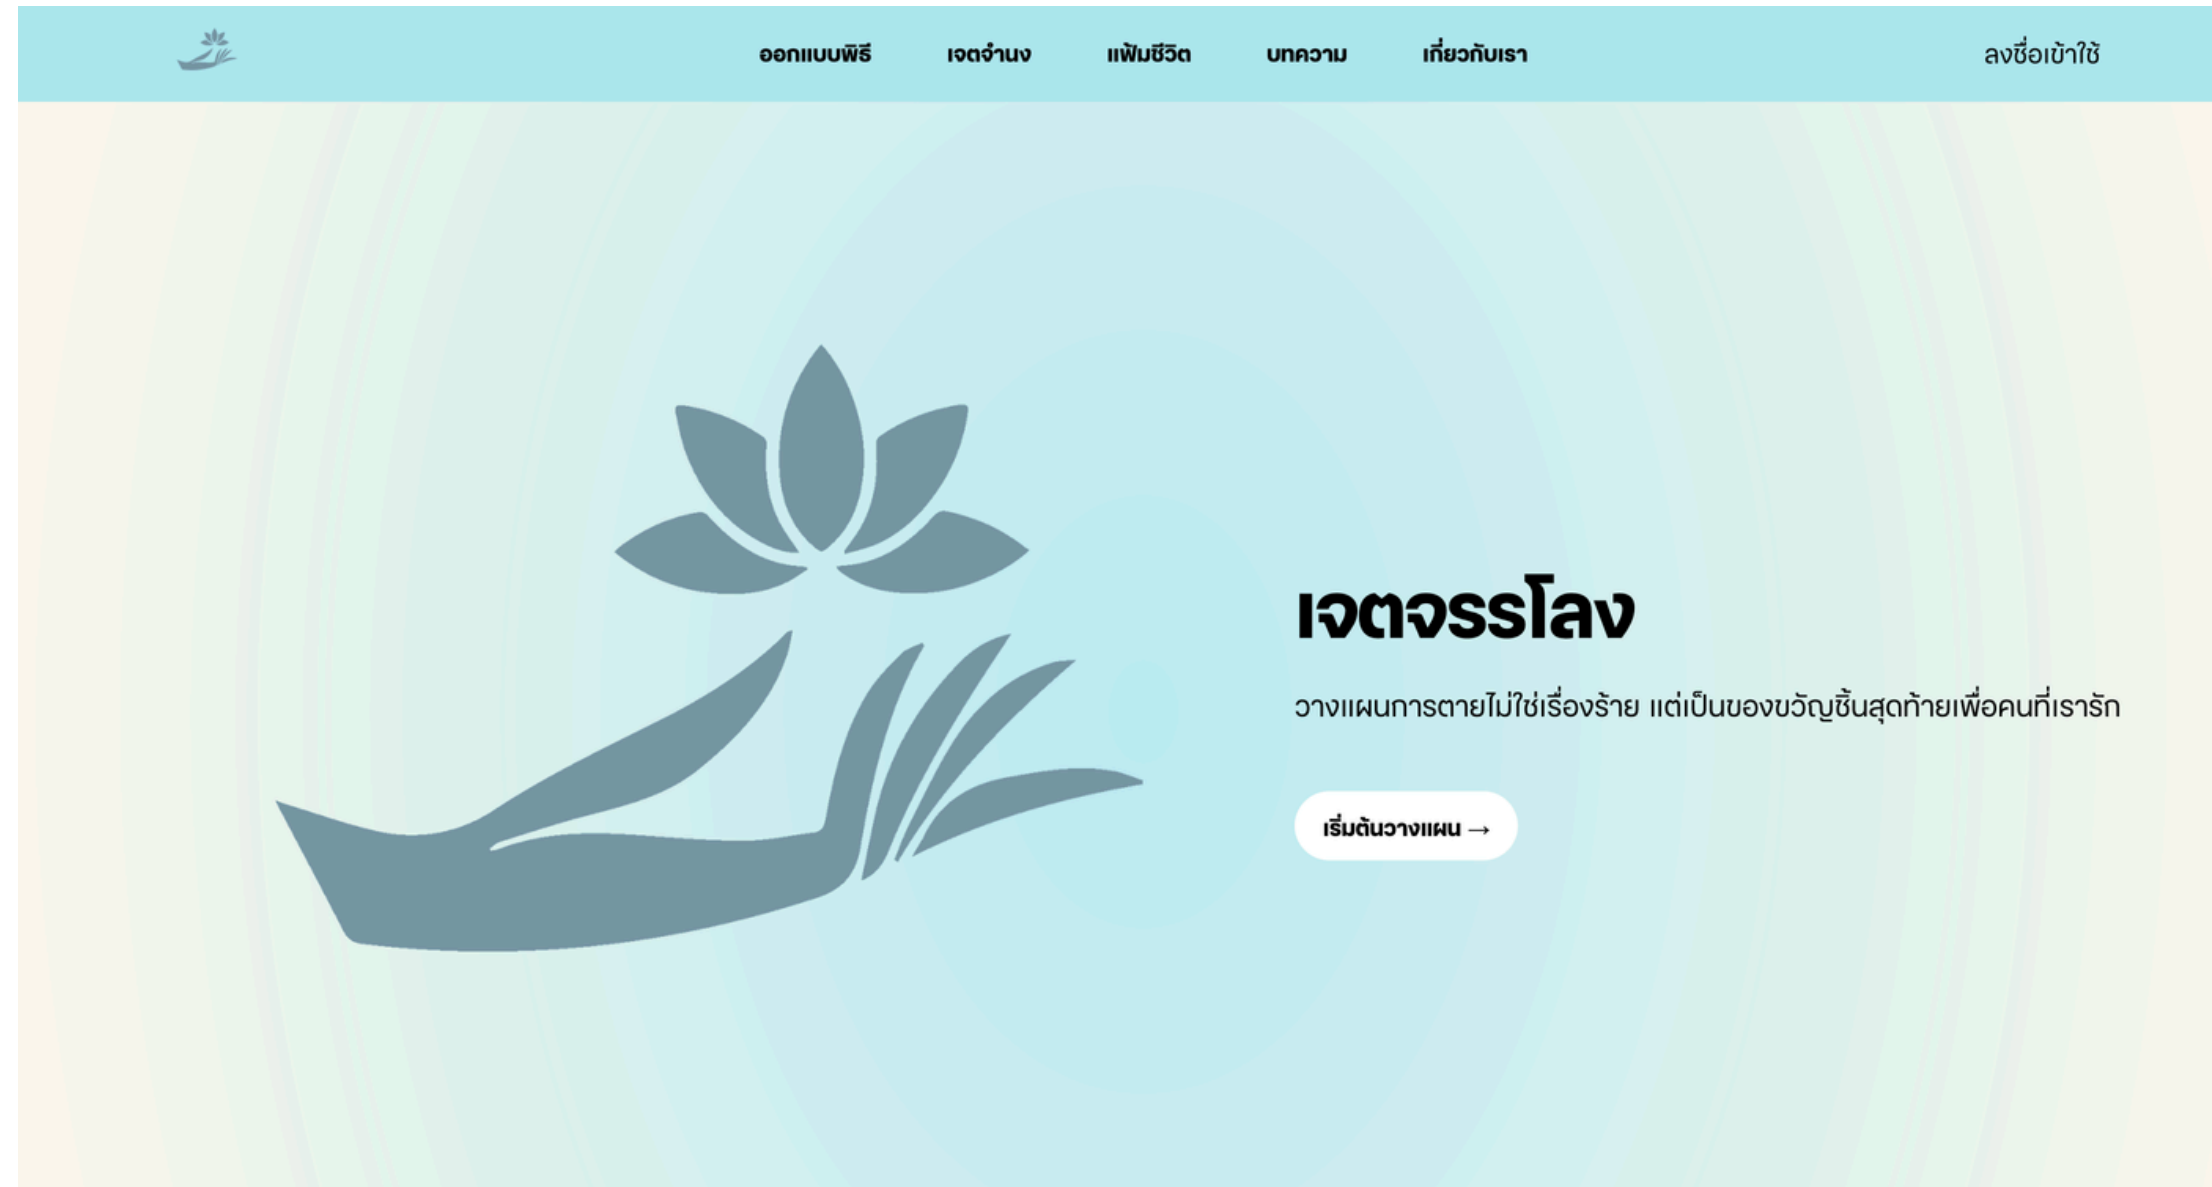 ออกแบบพิธี เจตจำนง แฟ้มชีวิต บทความ เกี่ยวกับเรา ลงชื่อเข้าใช้
เจตจรรโลง
วางแผนการตายไม่ใช่เรื่องร้าย แต่เป็นของขวัญชิ้นสุดท้ายเพื่อคนที่เรารัก
เริ่มต้นวางแผน →